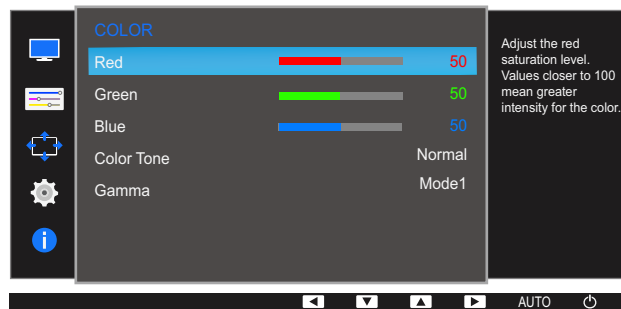 COLOR
Red 50
Green 50
Blue 50
Color Tone Normal
Gamma Mode1
Adjust the red
saturation level.
Values closer to 100
mean greater
intensity for the color.
AUTO